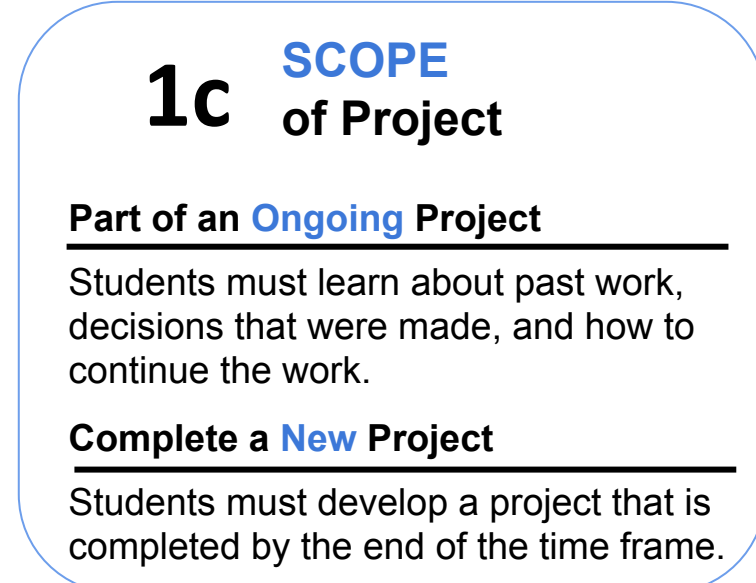 1c
SCOPE
of Project
Part of an Ongoing Project
Students must learn about past work,
decisions that were made, and how to
continue the work.
Complete a New Project
Students must develop a project that is
completed by the end of the time frame.